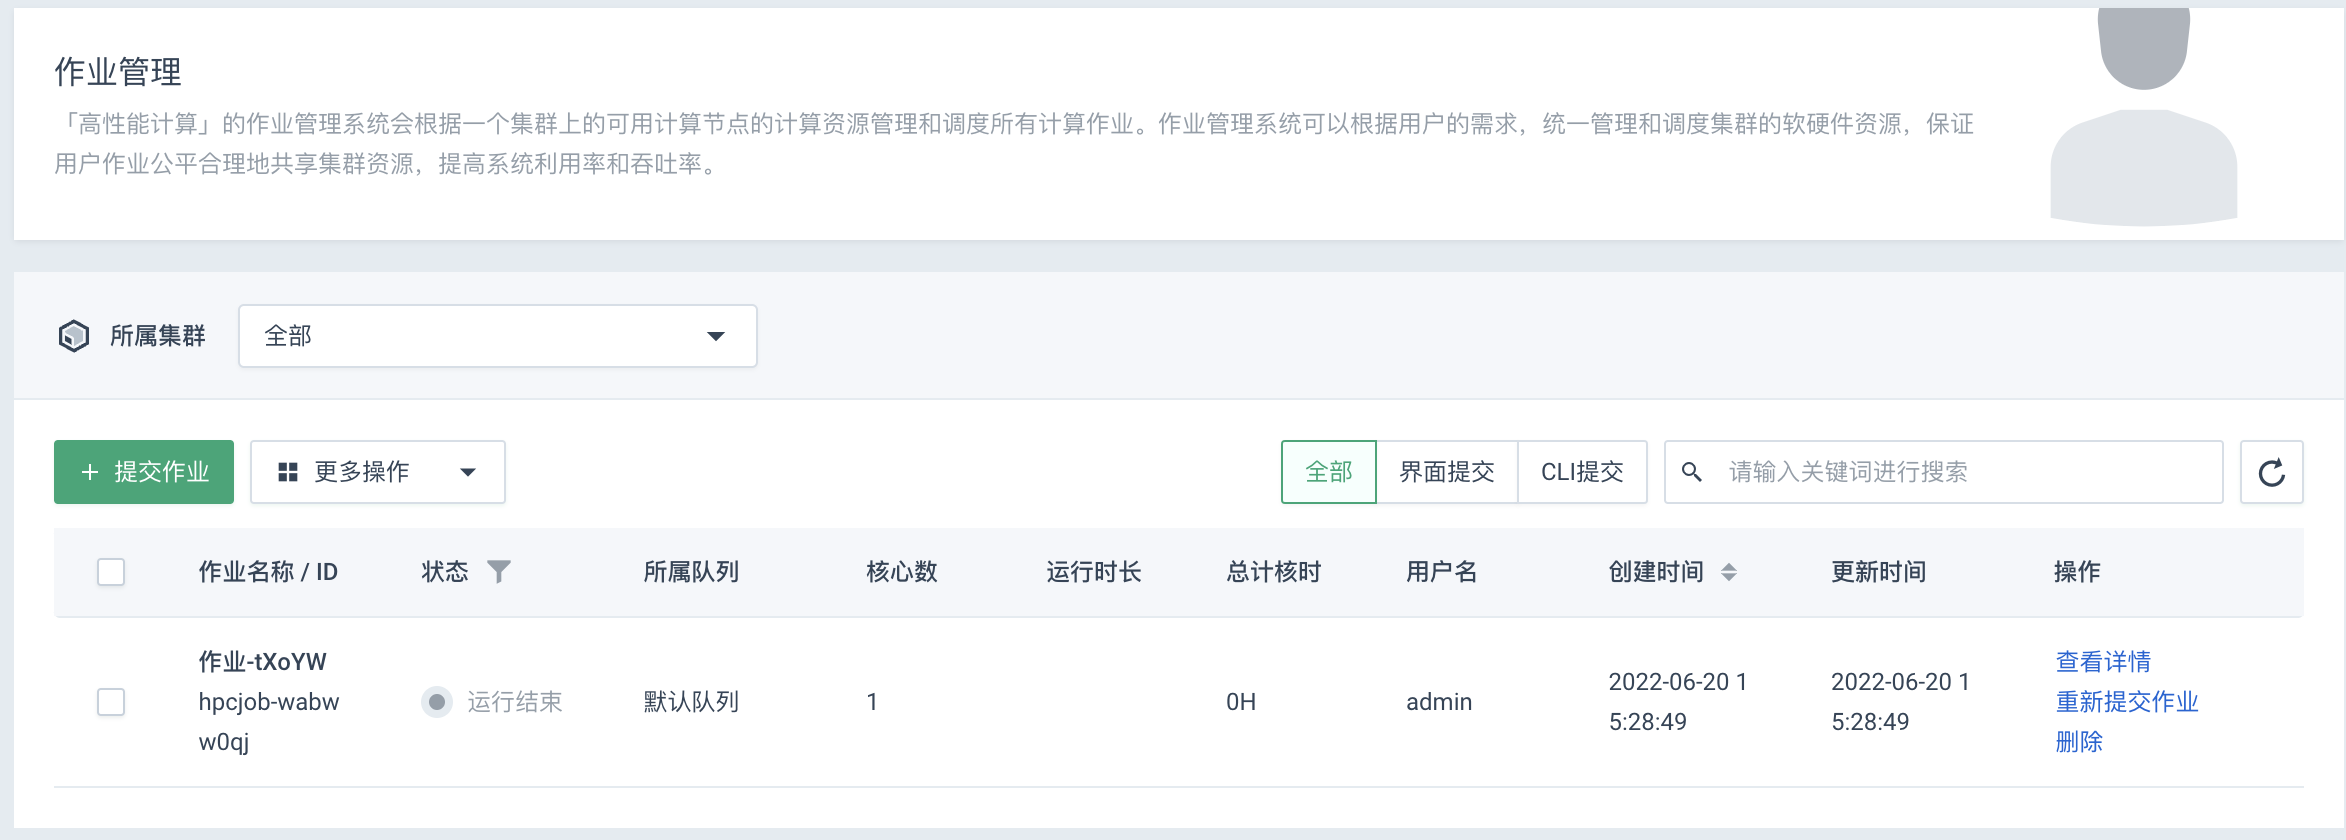 作业管理
「高性能计算」的作业管理系统会根据一个集群上的可用计算节点的计算资源管理和调度所有计算作业。作业管理系统可以根据用户的需求，统一管理和调度集群的软硬件资源，保证
用户作业公平合理地共享集群资源，提高系统利用率和吞吐率。
所属集群 全部
提交作业 更多操作 全部 界面提交 CLI提交 请输入关键词进行搜索
作业名称 / ID 状态 所属队列 核心数 运行时长 总计核时 用户名 创建时间 更新时间 操作
作业-tXoYW
hpcjob-wabw
w0qj
运行结束 默认队列 1 0H admin
2022-06-20 1
5:28:49
2022-06-20 1
5:28:49
查看详情
重新提交作业
删除